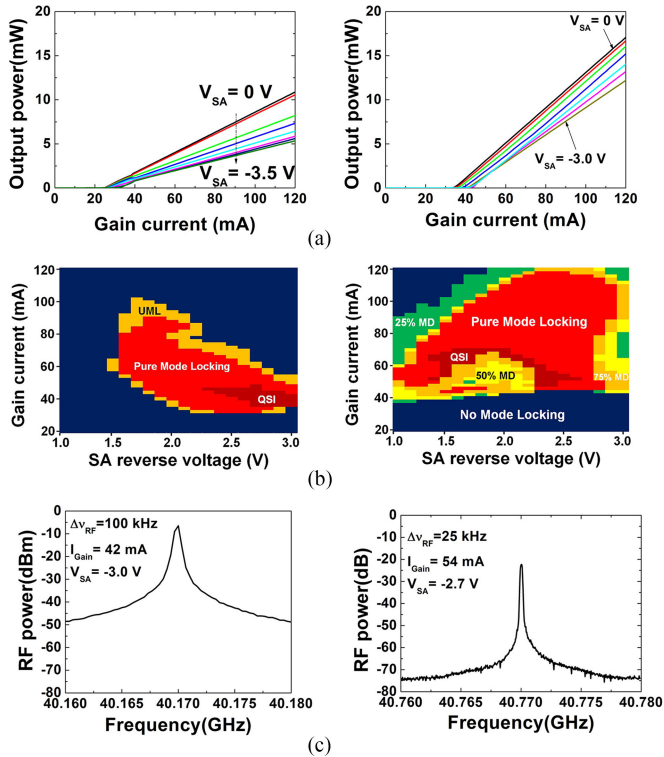 Output power(mW)
20
15
10
5
0
V_SA= 0 V
V_SA= -3.5 V
0 20 40 60 80 100 120
Gain current (mA)
Output power(mW)
20
15
10
5
0
V_SA= 0 V
V_SA= -3.0 V
0 20 40 60 80 100 120
Gain current (mA)
(a)
Gain current (mA)
120
100
80
60
40
20
UML
Pure Mode Locking
QSI
1.0 1.5 2.0 2.5 3.0
SA reverse voltage (V)
Gain current (mA)
120
100
80
60
40
20
25% MD
Pure Mode Locking
QSI
50% MD
75% MD
No Mode Locking
1.0 1.5 2.0 2.5 3.0
SA reverse voltage (V)
(b)
RF power(dBm)
0
-10
-20
-30
-40
-50
-60
-70
-80
Δν_RF=100 kHz
I_Gain= 42 mA
V_SA= -3.0 V
40.160 40.165 40.170 40.175 40.180
Frequency(GHz)
RF power(dB)
0
-10
-20
-30
-40
-50
-60
-70
-80
Δν_RF=25 kHz
I_Gain= 54 mA
V_SA= -2.7 V
40.760 40.765 40.770 40.775 40.780
Frequency(GHz)
(c)